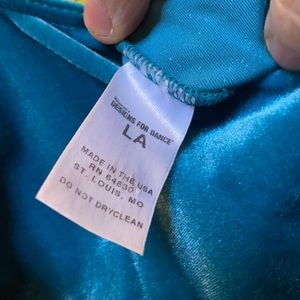 DESIGNS FOR DANCE
LA
MADE IN THE USA
RN 64830
ST. LOUIS, MO
DO NOT DRYCLEAN